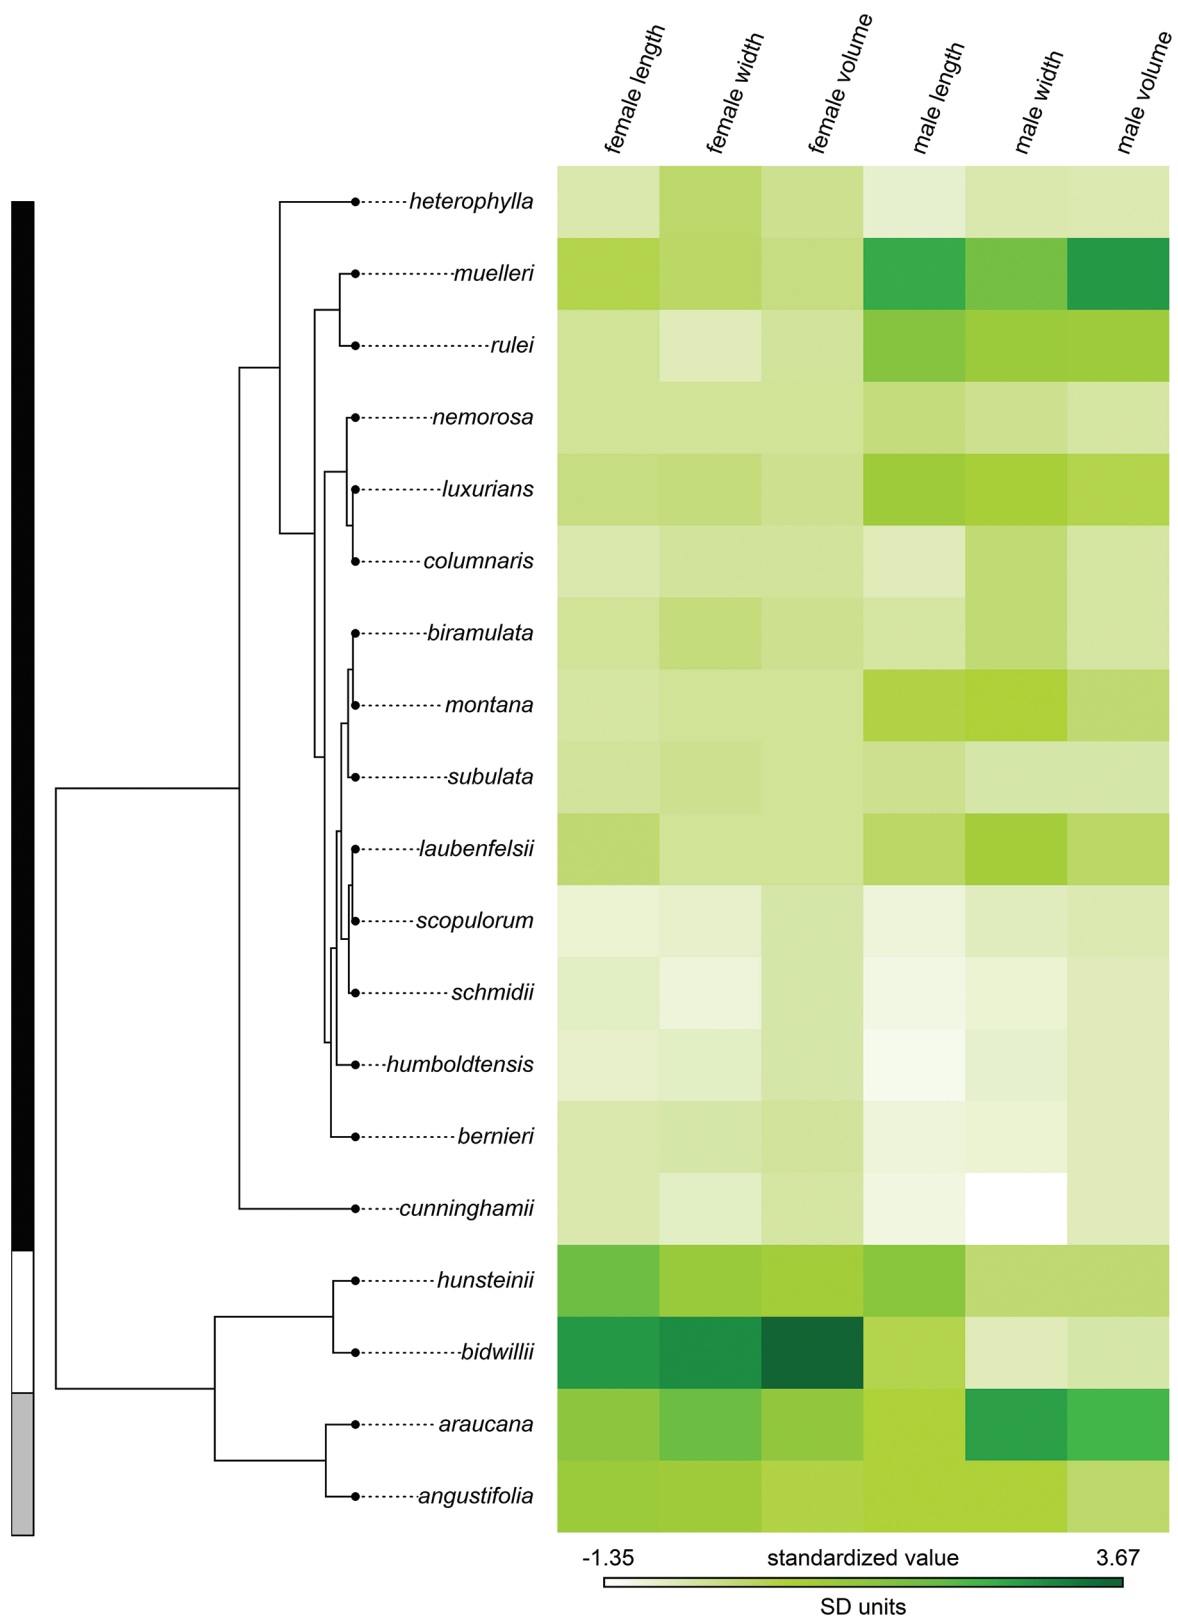 female length
female width
female volume
male length
male width
male volume
heterophylla
muelleri
rulei
nemorosa
luxurians
columnaris
biramulata
montana
subulata
laubenfelsii
scopulorum
schmidii
humboldtensis
bernieri
cunninghamii
hunsteinii
bidwillii
araucana
angustifolia
-1.35 standardized value 3.67
SD units